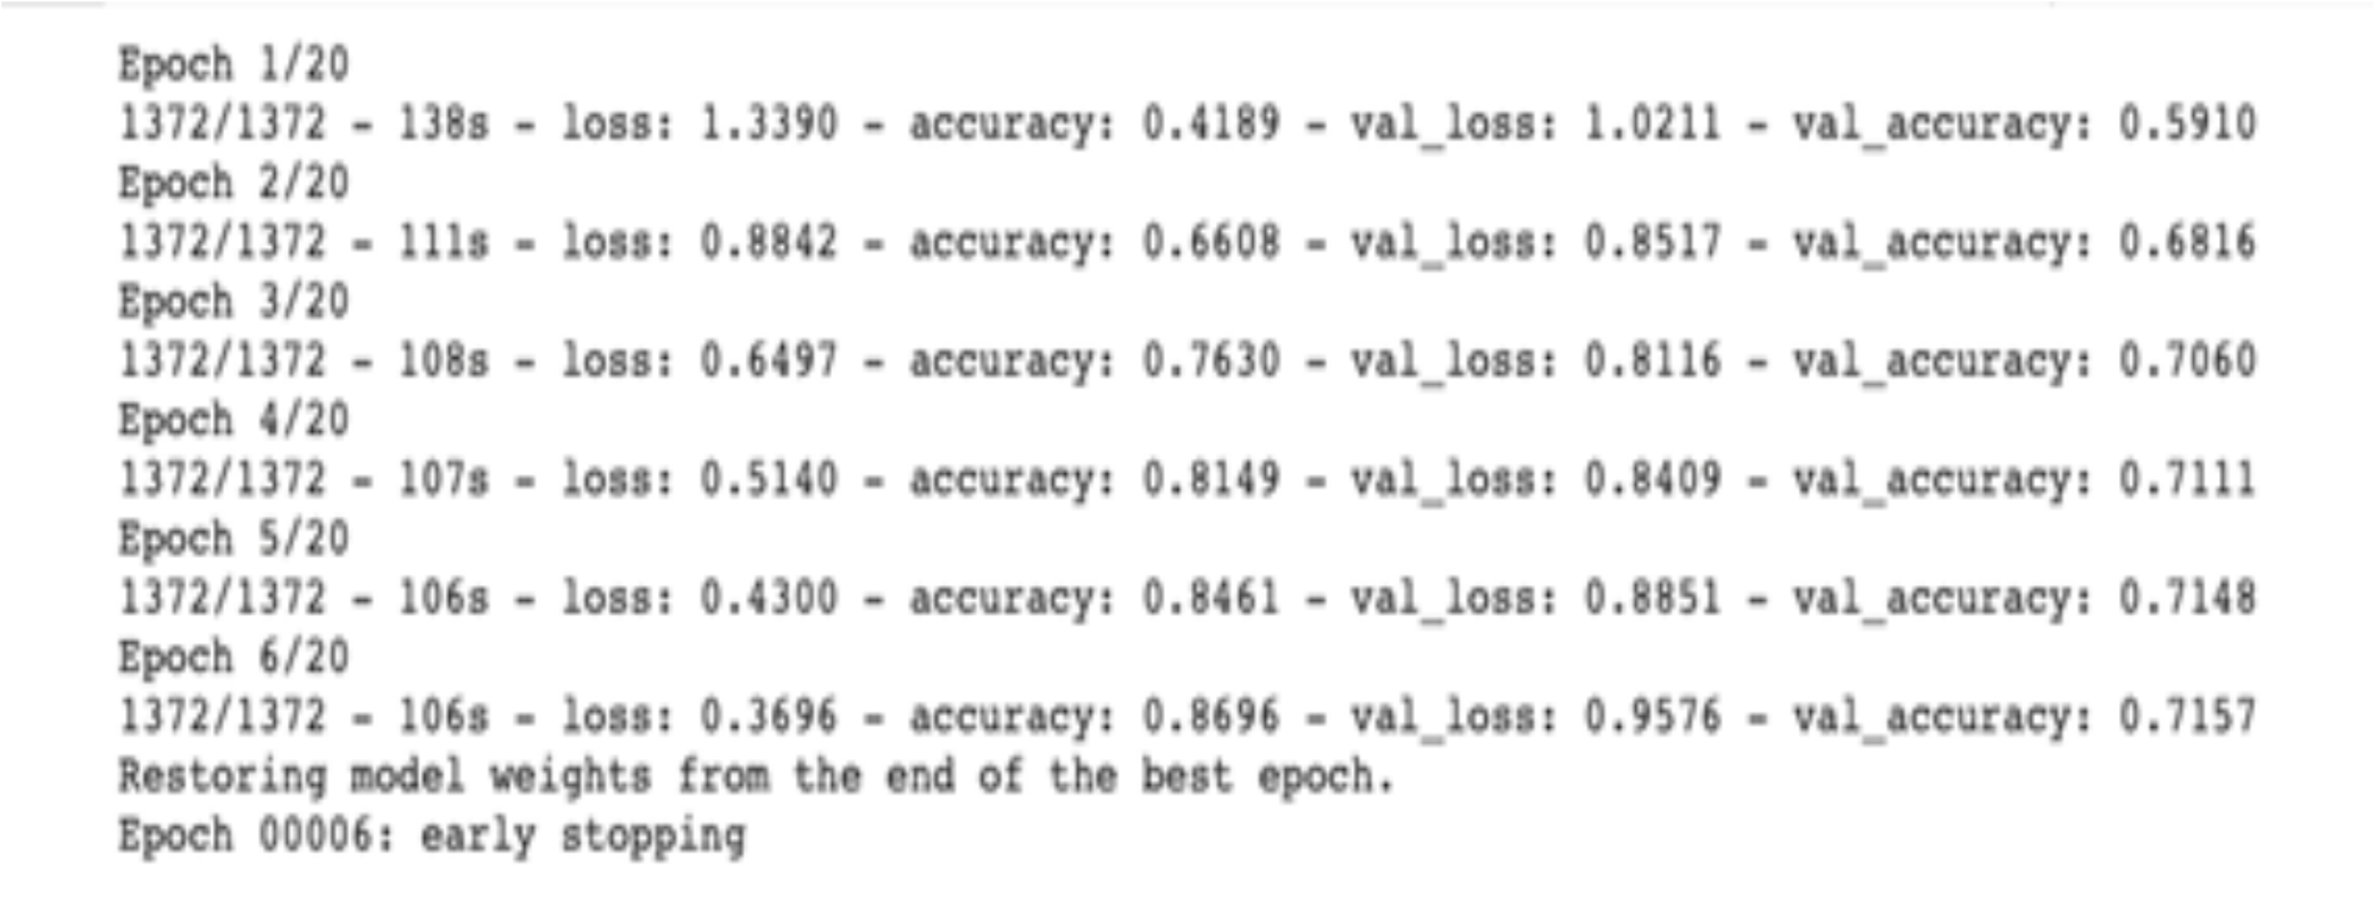 Epoch 1/20
1372/1372 - 138s - loss: 1.3390 - accuracy: 0.4189 - val_loss: 1.0211 - val_accuracy: 0.5910
Epoch 2/20
1372/1372 - 111s - loss: 0.8842 - accuracy: 0.6608 - val_loss: 0.8517 - val_accuracy: 0.6816
Epoch 3/20
1372/1372 - 108s - loss: 0.6497 - accuracy: 0.7630 - val_loss: 0.8116 - val_accuracy: 0.7060
Epoch 4/20
1372/1372 - 107s - loss: 0.5140 - accuracy: 0.8149 - val_loss: 0.8409 - val_accuracy: 0.7111
Epoch 5/20
1372/1372 - 106s - loss: 0.4300 - accuracy: 0.8461 - val_loss: 0.8851 - val_accuracy: 0.7148
Epoch 6/20
1372/1372 - 106s - loss: 0.3696 - accuracy: 0.8696 - val_loss: 0.9576 - val_accuracy: 0.7157
Restoring model weights from the end of the best epoch.
Epoch 00006: early stopping